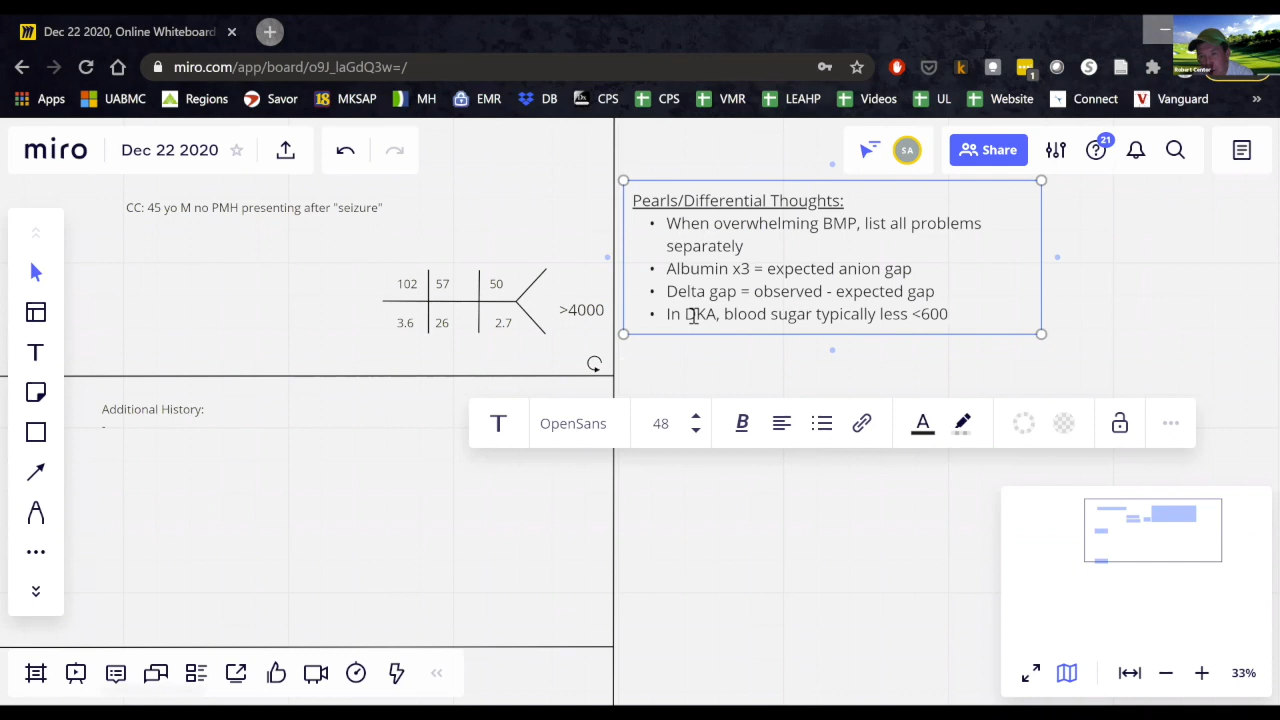 Dec 22 2020, Online Whiteboard
miro.com/app/board/o9J_laGdQ3w=/
Robert Centor
Apps UABMC Regions Savor MKSAP MH EMR DB CPS CPS VMR LEAHP Videos UL Website Connect Vanguard »
miro Dec 22 2020
SA Share 21
CC: 45 yo M no PMH presenting after "seizure"
Pearls/Differential Thoughts:
• When overwhelming BMP, list all problems
separately
• Albumin x3 = expected anion gap
• Delta gap = observed - expected gap
• In DKA, blood sugar typically less <600
102 57 50
>4000
3.6 26 2.7
Additional History:
-
T OpenSans 48 B A
33%